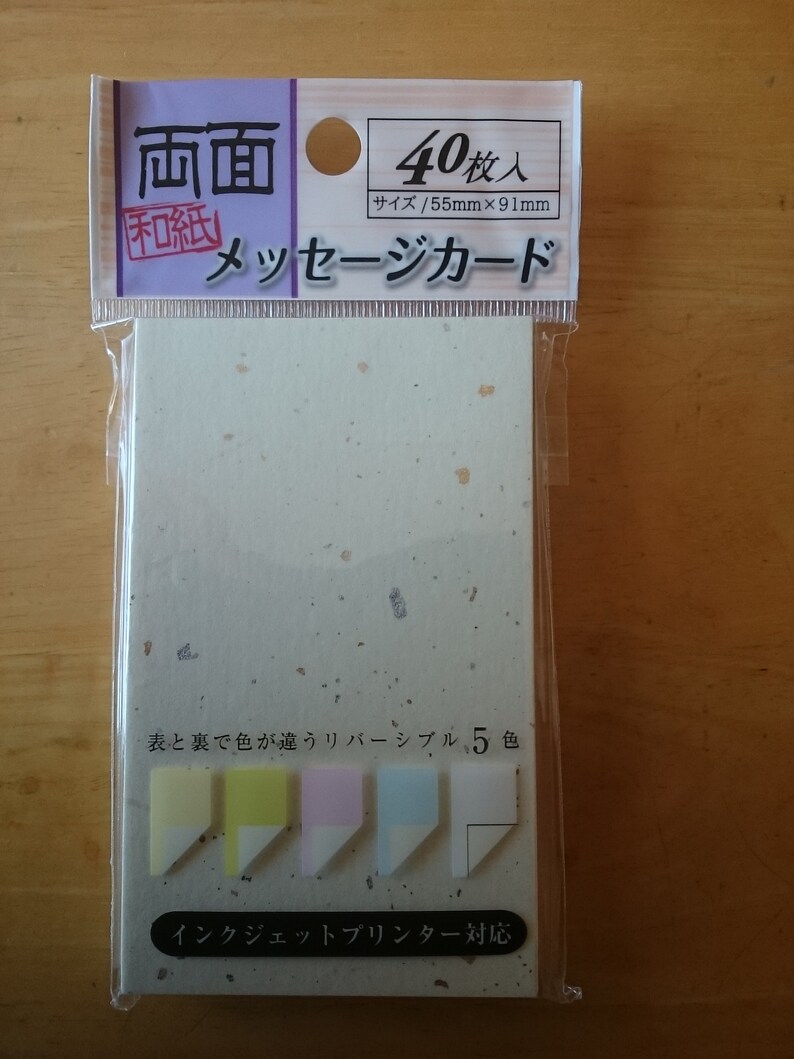 両面
和紙
メッセージカード
40枚入
サイズ/55mm×91mm
表と裏で色が違うリバーシブル5色
インクジェットプリンター対応